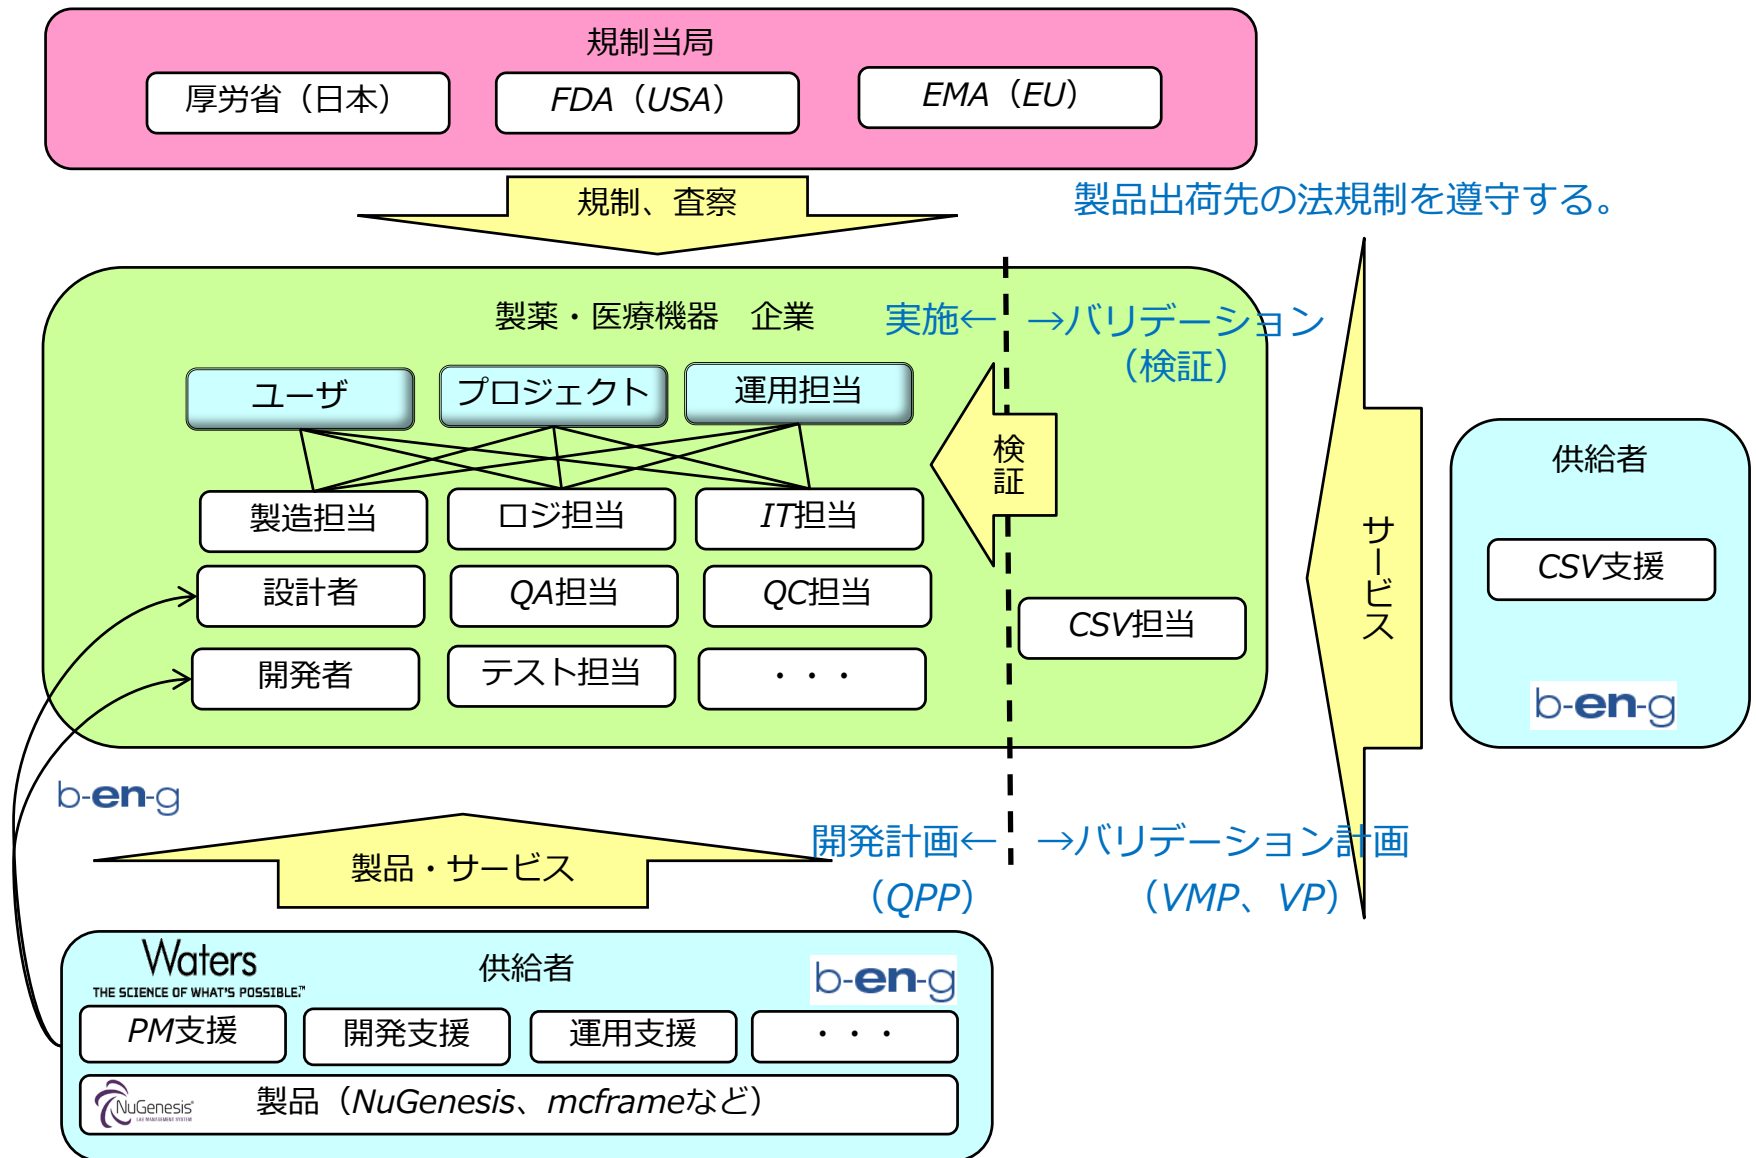 規制当局
厚労省（日本）
FDA（USA）
EMA（EU）
規制、査察
製品出荷先の法規制を遵守する。
製薬・医療機器　企業
実施← →バリデーション
（検証）
ユーザ
プロジェクト
運用担当
検証
製造担当
ロジ担当
IT担当
設計者
QA担当
QC担当
CSV担当
開発者
テスト担当
・・・
サービス
供給者
CSV支援
b-en-g
b-en-g
製品・サービス
開発計画← →バリデーション計画
（QPP） （VMP、VP）
Waters
THE SCIENCE OF WHAT'S POSSIBLE.™
供給者
b-en-g
PM支援
開発支援
運用支援
・・・
NuGenesis®
LAB MANAGEMENT SYSTEM
製品（NuGenesis、mcframeなど）